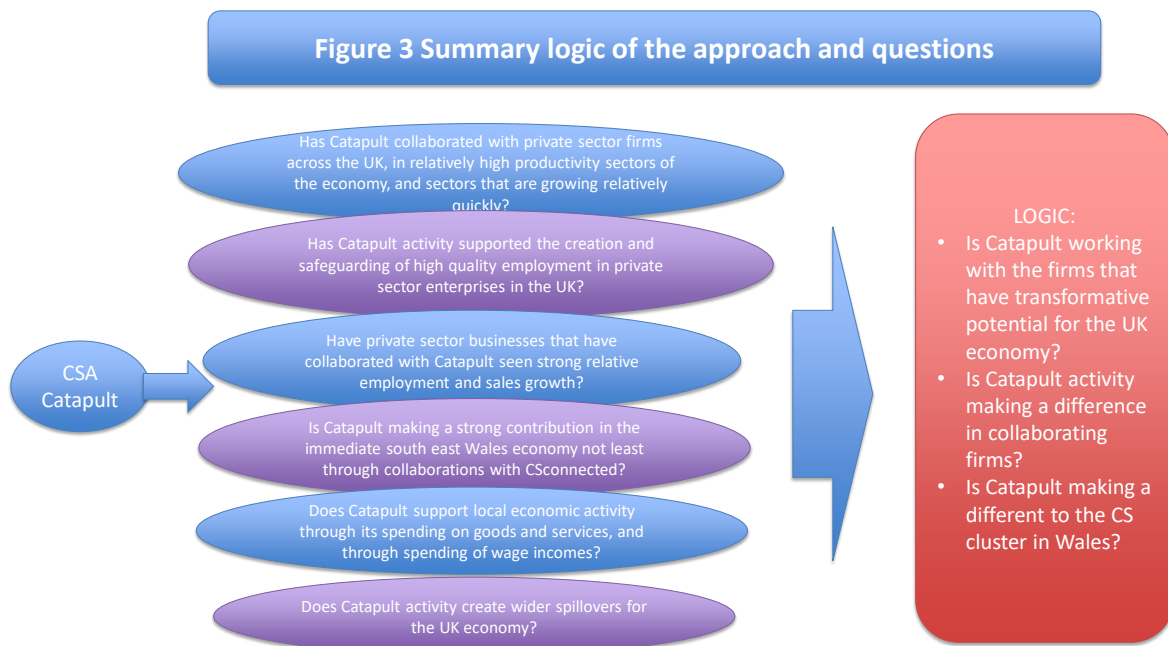 Figure 3 Summary logic of the approach and questions
Has Catapult collaborated with private sector firms
across the UK, in relatively high productivity sectors of
the economy, and sectors that are growing relatively
quickly?
Has Catapult activity supported the creation and
safeguarding of high quality employment in private
sector enterprises in the UK?
Have private sector businesses that have
collaborated with Catapult seen strong relative
employment and sales growth?
CSA
Catapult
Is Catapult making a strong contribution in the
immediate south east Wales economy not least
through collaborations with CSconnected?
Does Catapult support local economic activity
through its spending on goods and services, and
through spending of wage incomes?
Does Catapult activity create wider spillovers for
the UK economy?
LOGIC:
• Is Catapult working
with the firms that
have transformative
potential for the UK
economy?
• Is Catapult activity
making a difference
in collaborating
firms?
• Is Catapult making a
different to the CS
cluster in Wales?